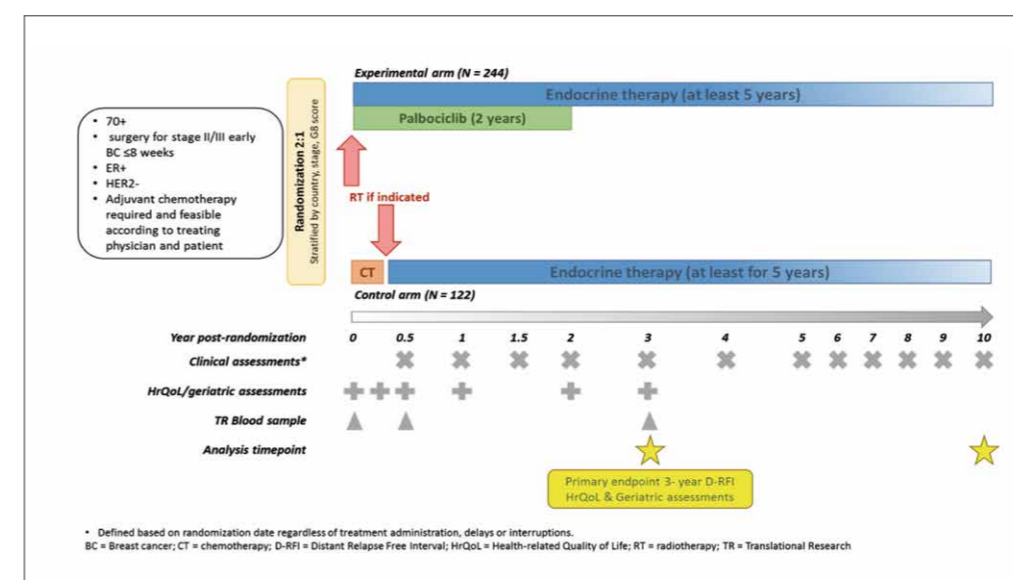 Experimental arm (N = 244)
Endocrine therapy (at least 5 years)
Palbociclib (2 years)
• 70+
• surgery for stage II/III early
BC ≤8 weeks
• ER+
• HER2-
• Adjuvant chemotherapy
required and feasible
according to treating
physician and patient
Randomization 2:1
Stratified by country, stage, G8 score
RT if indicated
CT
Endocrine therapy (at least for 5 years)
Control arm (N = 122)
Year post-randomization 0 0.5 1 1.5 2 3 4 5 6 7 8 9 10
Clinical assessments*
HrQoL/geriatric assessments
TR Blood sample
Analysis timepoint
Primary endpoint 3- year D-RFI
HrQoL & Geriatric assessments
• Defined based on randomization date regardless of treatment administration, delays or interruptions.
BC = Breast cancer; CT = chemotherapy; D-RFI = Distant Relapse Free Interval; HrQoL = Health-related Quality of Life; RT = radiotherapy; TR = Translational Research